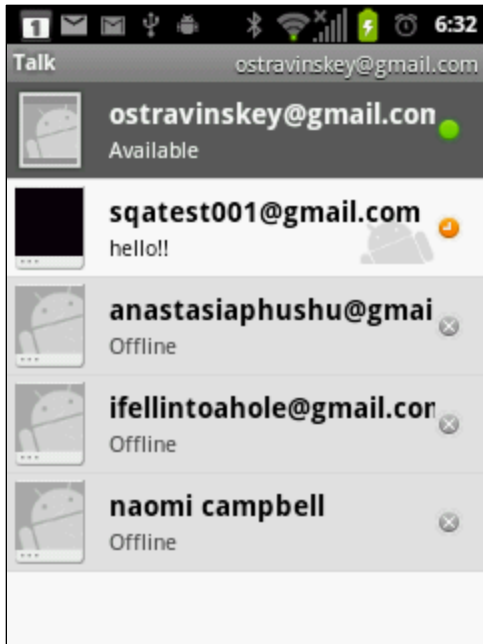 1 6:32
Talk ostravinskey@gmail.com
ostravinskey@gmail.con
Available
sqatest001@gmail.com
hello!!
anastasiaphushu@gmai
Offline
ifellintoahole@gmail.con
Offline
naomi campbell
Offline